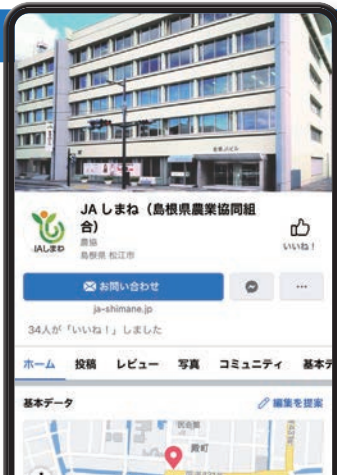 JAしまね
JA しまね（島根県農業協同組
合）
農協
島根県 松江市
いいね！
お問い合わせ
ja-shimane.jp
34人が「いいね！」しました
ホーム 投稿 レビュー 写真 コミュニティ 基本デ
基本データ
編集を提案
殿町